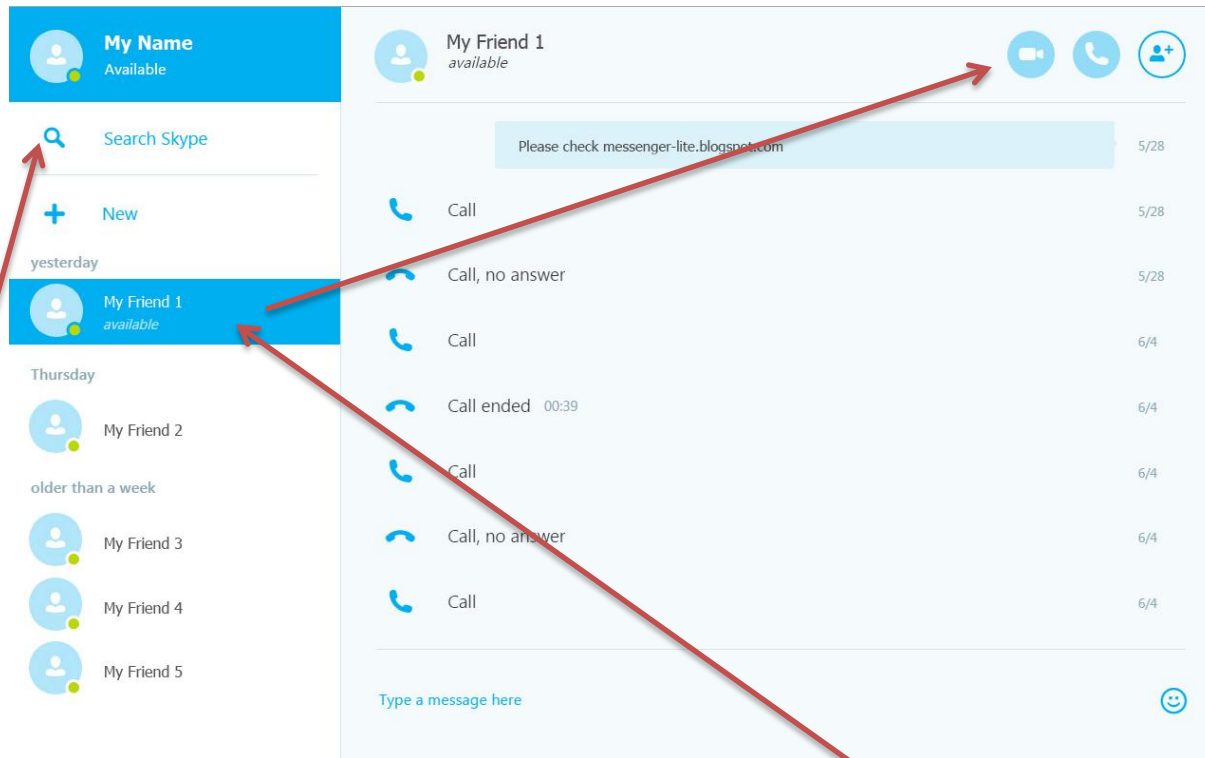 My Name
Available
Search Skype
New
yesterday
My Friend 1
available
Thursday
My Friend 2
older than a week
My Friend 3
My Friend 4
My Friend 5
My Friend 1
available
Please check messenger-lite.blogspot.com 5/28
Call 5/28
Call, no answer 5/28
Call 6/4
Call ended 00:39 6/4
Call 6/4
Call, no answer 6/4
Call 6/4
Type a message here